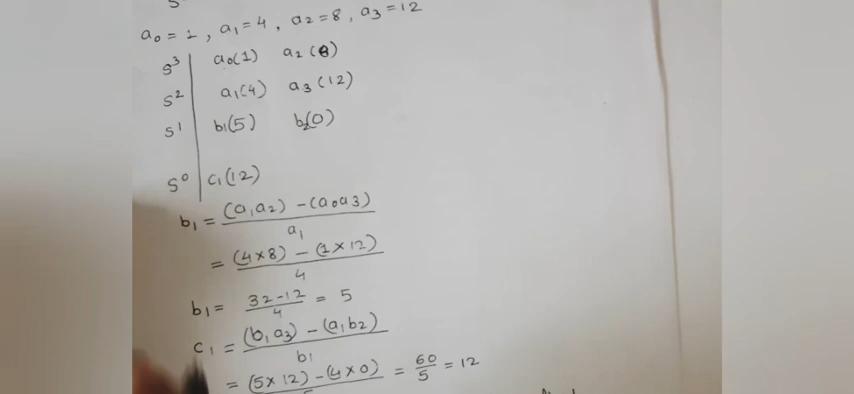 a₀ = 1 , a₁ = 4 , a₂ = 8 , a₃ = 12
s³ | a₀(1) a₂(8)
s² | a₁(4) a₃(12)
s¹ | b₁(5) b₂(0)
s⁰ | c₁(12)
b₁ = (a₁a₂) - (a₀a₃) / a₁
= (4×8) - (1×12) / 4
b₁ = 32-12 / 4 = 5
c₁ = (b₁a₃) - (a₁b₂) / b₁
= (5×12) - (4×0) / 5 = 60/5 = 12